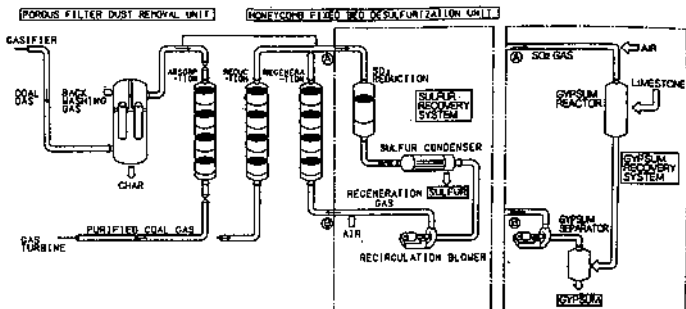 POROUS FILTER DUST REMOVAL UNIT
HONEYCOMB FIXED BED DESULFURIZATION UNIT
GASIFIER
COAL
GAS
BACK
WASHING
GAS
CHAR
ABSORP
-TION
REDUC
-TION
REGENERA
-TION
PURIFIED COAL GAS
GAS
TURBINE
A
SO2
REDUCTION
SULFUR
RECOVERY
SYSTEM
SULFUR CONDENSER
SULFUR
REGENERATION
GAS
B
AIR
RECIRCULATION BLOWER
A
SO2 GAS
AIR
LIMESTONE
GYPSUM
REACTOR
GYPSUM
RECOVERY
SYSTEM
B
GYPSUM
SEPARATOR
GYPSUM